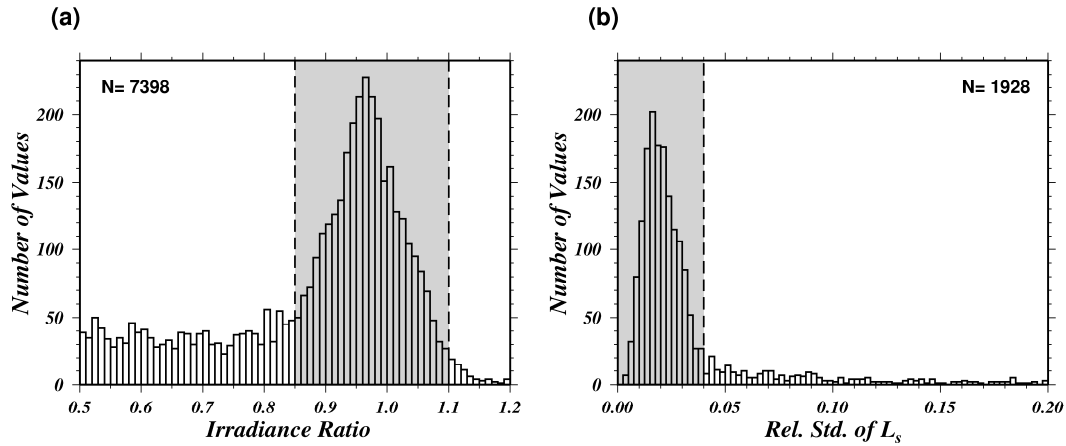 (a)
(b)
N= 7398
N= 1928
Number of Values
200
150
100
50
0
0.5 0.6 0.7 0.8 0.9 1.0 1.1 1.2
Irradiance Ratio
Number of Values
200
150
100
50
0
0.00 0.05 0.10 0.15 0.20
Rel. Std. of Ls